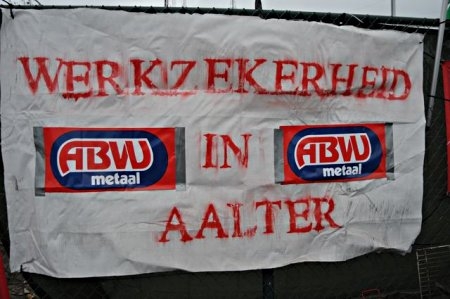 WERKZEKERHEID
ABVV metaal IN ABVV metaal
AALTER